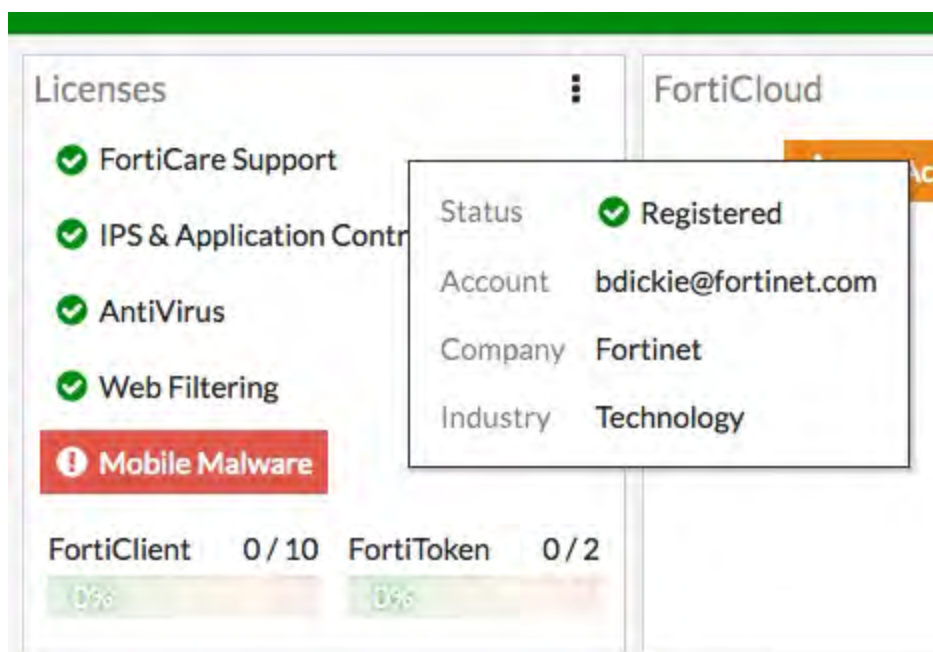 Licenses
FortiCloud
FortiCare Support
IPS & Application Contr
AntiVirus
Web Filtering
Mobile Malware
Status Registered
Account bdickie@fortinet.com
Company Fortinet
Industry Technology
FortiClient 0 / 10 FortiToken 0 / 2
0% 0%